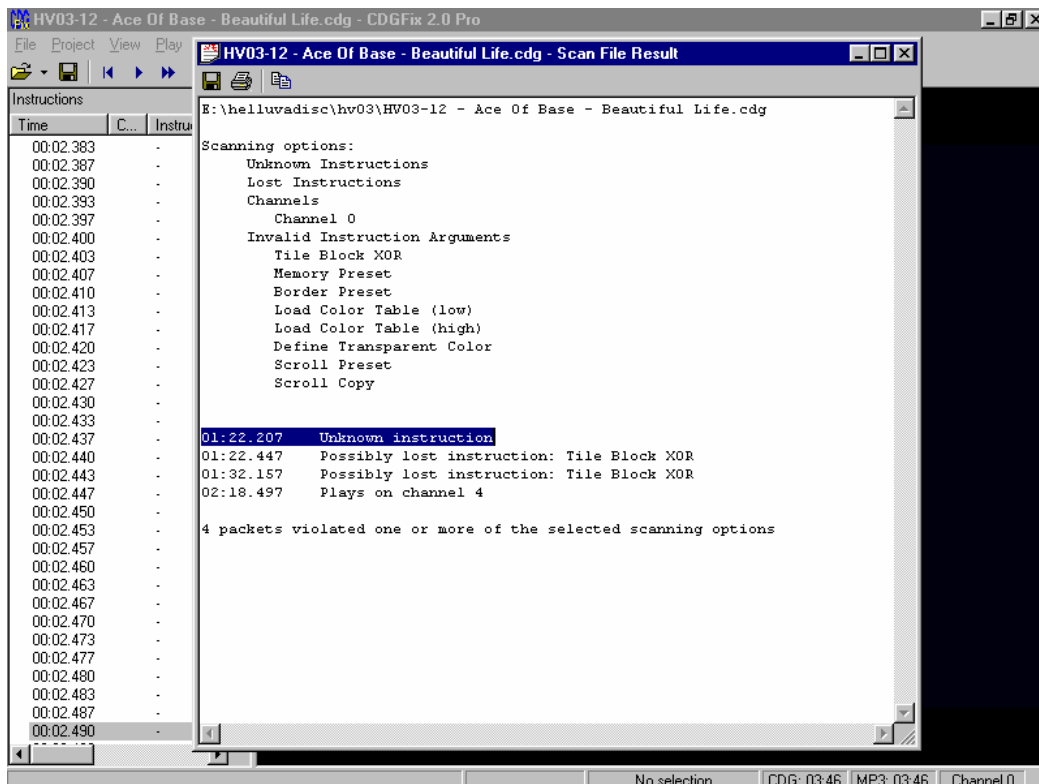 HV03-12 - Ace Of Base - Beautiful Life.cdg - CDGFix 2.0 Pro
File Project View Play
Instructions
Time C... Instru
00:02.383 -
00:02.387 -
00:02.390 -
00:02.393 -
00:02.397 -
00:02.400 -
00:02.403 -
00:02.407 -
00:02.410 -
00:02.413 -
00:02.417 -
00:02.420 -
00:02.423 -
00:02.427 -
00:02.430 -
00:02.433 -
00:02.437 -
00:02.440 -
00:02.443 -
00:02.447 -
00:02.450 -
00:02.453 -
00:02.457 -
00:02.460 -
00:02.463 -
00:02.467 -
00:02.470 -
00:02.473 -
00:02.477 -
00:02.480 -
00:02.483 -
00:02.487 -
00:02.490 -
HV03-12 - Ace Of Base - Beautiful Life.cdg - Scan File Result
E:\helluvadisc\hv03\HV03-12 - Ace Of Base - Beautiful Life.cdg
Scanning options:
Unknown Instructions
Lost Instructions
Channels
Channel 0
Invalid Instruction Arguments
Tile Block XOR
Memory Preset
Border Preset
Load Color Table (low)
Load Color Table (high)
Define Transparent Color
Scroll Preset
Scroll Copy
01:22.207 Unknown instruction
01:22.447 Possibly lost instruction: Tile Block XOR
01:32.157 Possibly lost instruction: Tile Block XOR
02:18.497 Plays on channel 4
4 packets violated one or more of the selected scanning options
No selection CDG: 03:46 MP3: 03:46 Channel 0